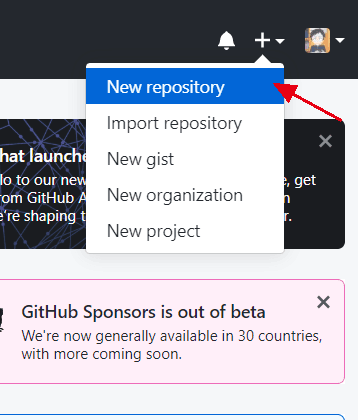 New repository
Import repository
New gist
New organization
New project
hat launche
lo to our new
e, get
rom GitHub A
m
're shaping t
r.
GitHub Sponsors is out of beta
We're now generally available in 30 countries,
with more coming soon.